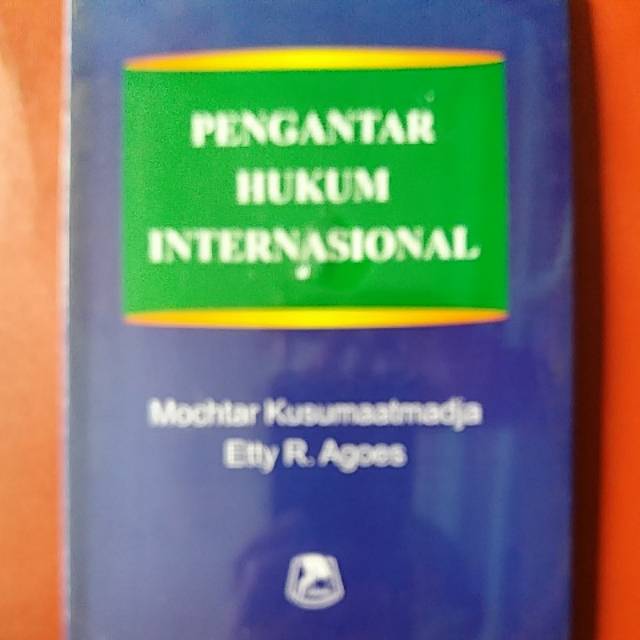 PENGANTAR
HUKUM
INTERNASIONAL
Mochtar Kusumaatmadja
Etty R. Agoes